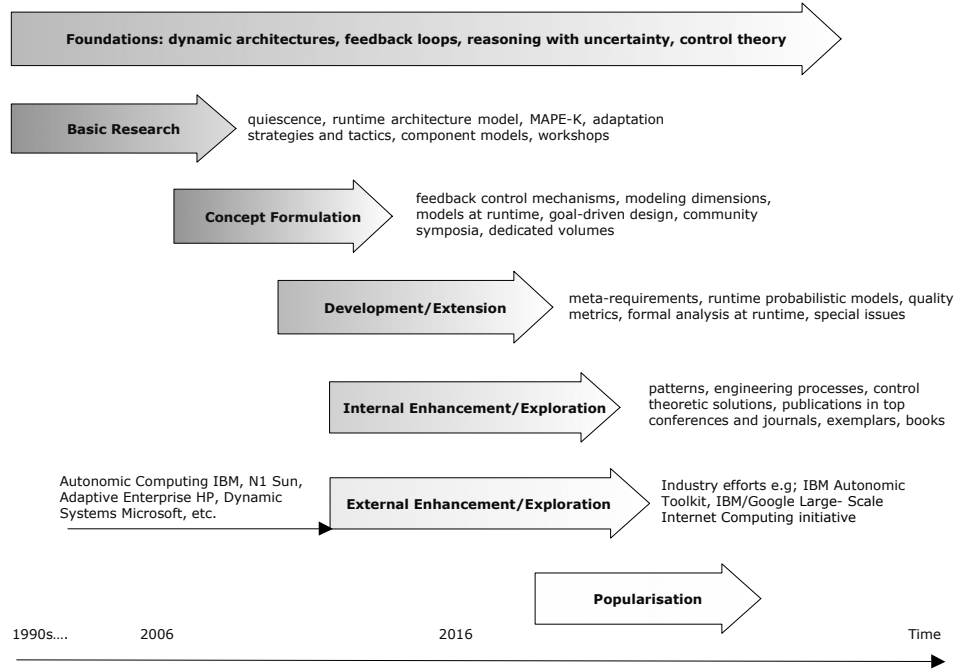 Foundations: dynamic architectures, feedback loops, reasoning with uncertainty, control theory
Basic Research
quiescence, runtime architecture model, MAPE-K, adaptation
strategies and tactics, component models, workshops
Concept Formulation
feedback control mechanisms, modeling dimensions,
models at runtime, goal-driven design, community
symposia, dedicated volumes
Development/Extension
meta-requirements, runtime probabilistic models, quality
metrics, formal analysis at runtime, special issues
Internal Enhancement/Exploration
patterns, engineering processes, control
theoretic solutions, publications in top
conferences and journals, exemplars, books
Autonomic Computing IBM, N1 Sun,
Adaptive Enterprise HP, Dynamic
Systems Microsoft, etc.
External Enhancement/Exploration
Industry efforts e.g; IBM Autonomic
Toolkit, IBM/Google Large- Scale
Internet Computing initiative
Popularisation
1990s.... 2006 2016 Time